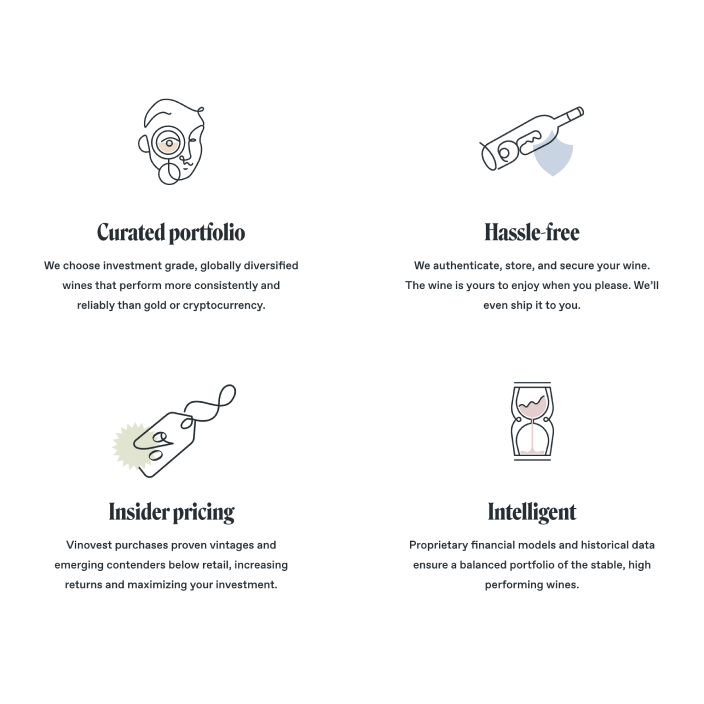 Curated portfolio
We choose investment grade, globally diversified
wines that perform more consistently and
reliably than gold or cryptocurrency.
Hassle-free
We authenticate, store, and secure your wine.
The wine is yours to enjoy when you please. We’ll
even ship it to you.
Insider pricing
Vinovest purchases proven vintages and
emerging contenders below retail, increasing
returns and maximizing your investment.
Intelligent
Proprietary financial models and historical data
ensure a balanced portfolio of the stable, high
performing wines.